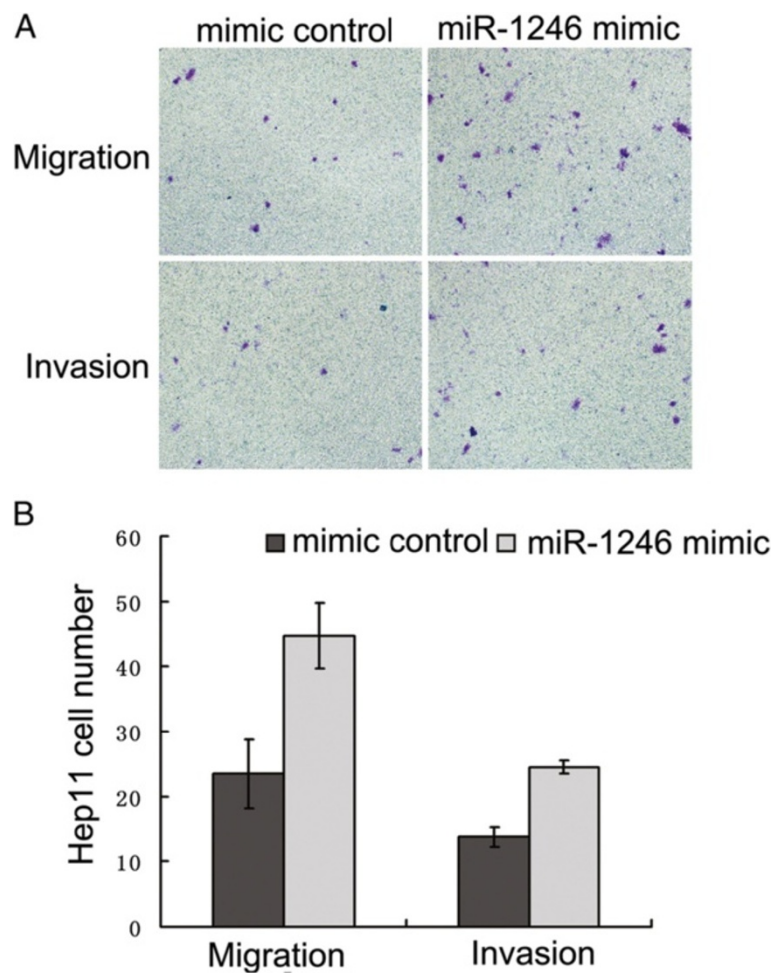 A
mimic control miR-1246 mimic
Migration
Invasion
B
mimic control miR-1246 mimic
Hep11 cell number
60
50
40
30
20
10
0
Migration Invasion